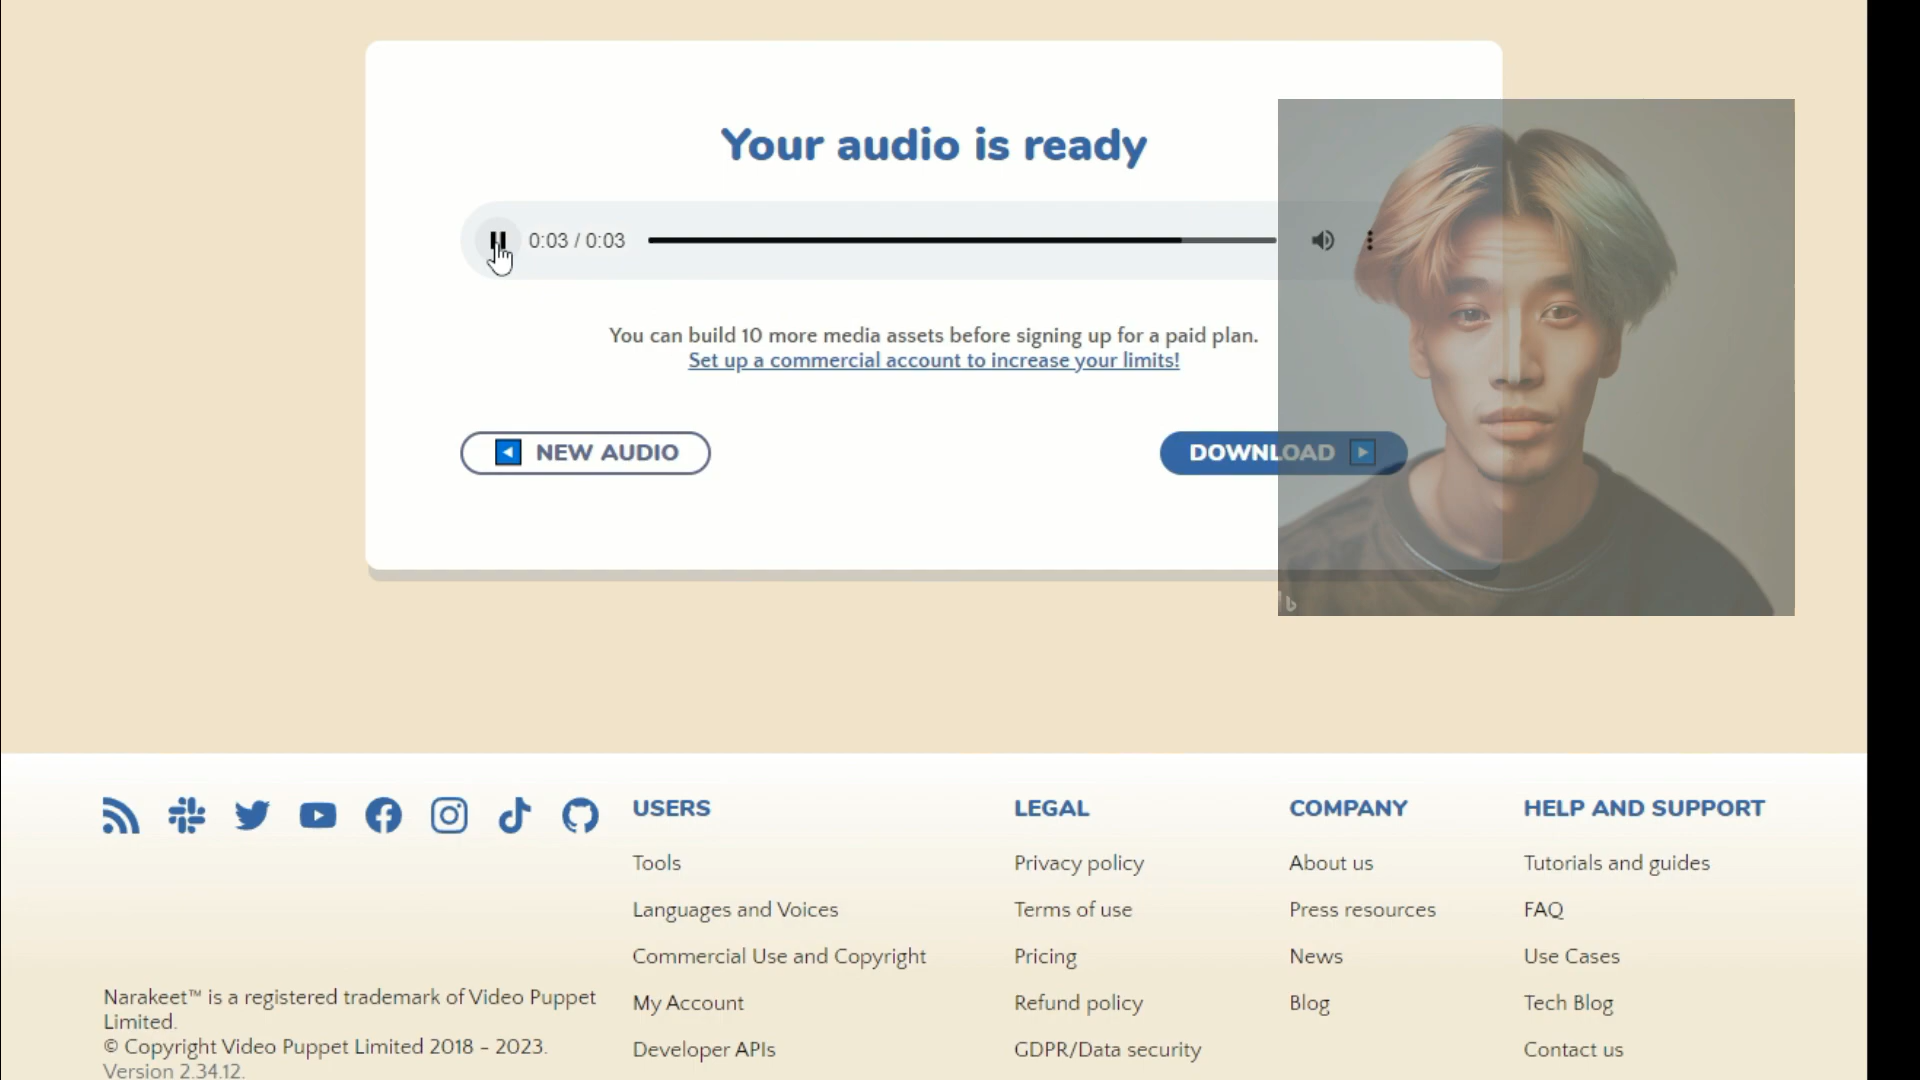 Your audio is ready
0:03 / 0:03
You can build 10 more media assets before signing up for a paid plan.
Set up a commercial account to increase your limits!
NEW AUDIO
DOWNLOAD
b
USERS
Tools
Languages and Voices
Commercial Use and Copyright
My Account
Developer APIs
LEGAL
Privacy policy
Terms of use
Pricing
Refund policy
GDPR/Data security
COMPANY
About us
Press resources
News
Blog
HELP AND SUPPORT
Tutorials and guides
FAQ
Use Cases
Tech Blog
Contact us
Narakeet™ is a registered trademark of Video Puppet
Limited.
© Copyright Video Puppet Limited 2018 - 2023.
Version 2.34.12.